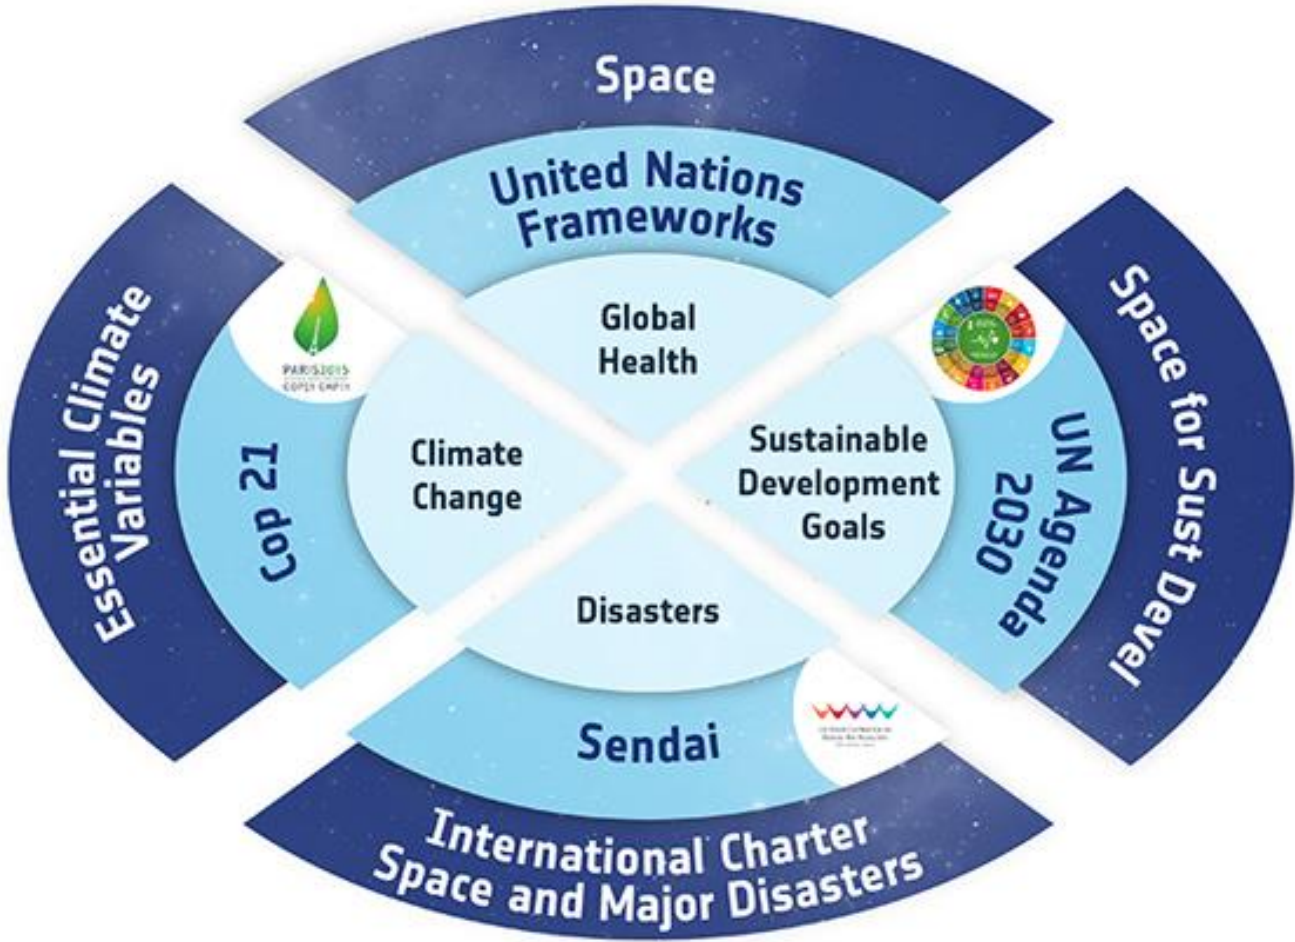 Space
United Nations
Frameworks
Global
Health
Essential Climate
Variables
PARIS2015
Cop 21
Climate
Change
Sustainable
Development
Goals
UN Agenda
2030
Space for Sust Devel
Disasters
Sendai
International Charter
Space and Major Disasters